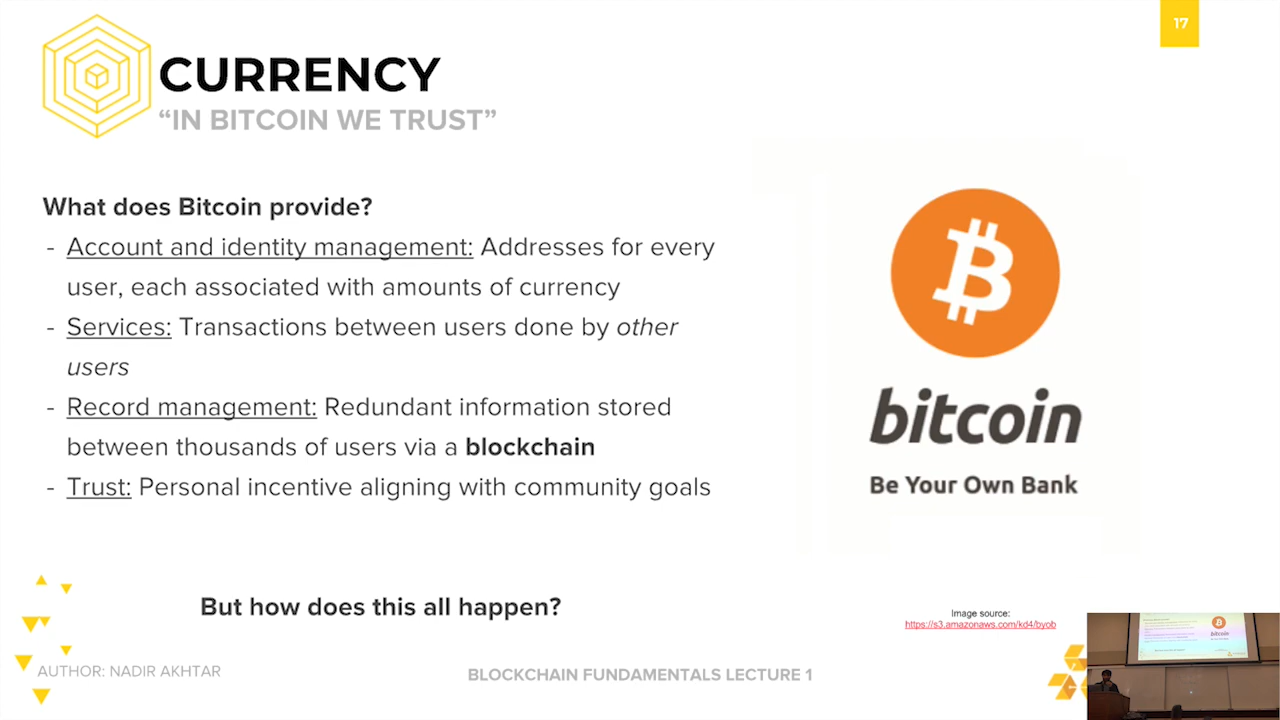 17
CURRENCY
“IN BITCOIN WE TRUST”
What does Bitcoin provide?
- Account and identity management: Addresses for every
user, each associated with amounts of currency
- Services: Transactions between users done by other
users
- Record management: Redundant information stored
between thousands of users via a blockchain
- Trust: Personal incentive aligning with community goals
bitcoin
Be Your Own Bank
But how does this all happen?
Image source:
https://s3.amazonaws.com/kd4/byob
AUTHOR: NADIR AKHTAR
BLOCKCHAIN FUNDAMENTALS LECTURE 1